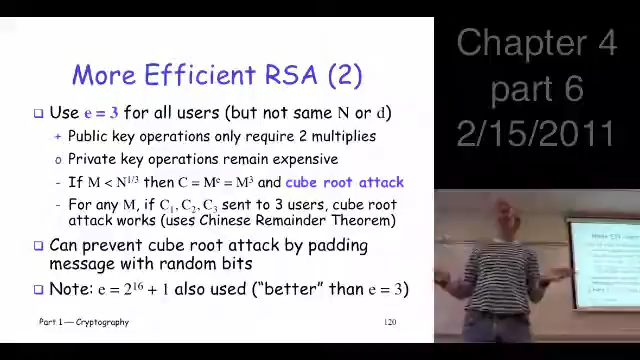 More Efficient RSA (2)
Use e = 3 for all users (but not same N or d)
+ Public key operations only require 2 multiplies
o Private key operations remain expensive
- If M < N^1/3 then C = M^e = M^3 and cube root attack
- For any M, if C1, C2, C3 sent to 3 users, cube root
attack works (uses Chinese Remainder Theorem)
Can prevent cube root attack by padding
message with random bits
Note: e = 2^16 + 1 also used ("better" than e = 3)
Part 1 — Cryptography
120
Chapter 4
part 6
2/15/2011